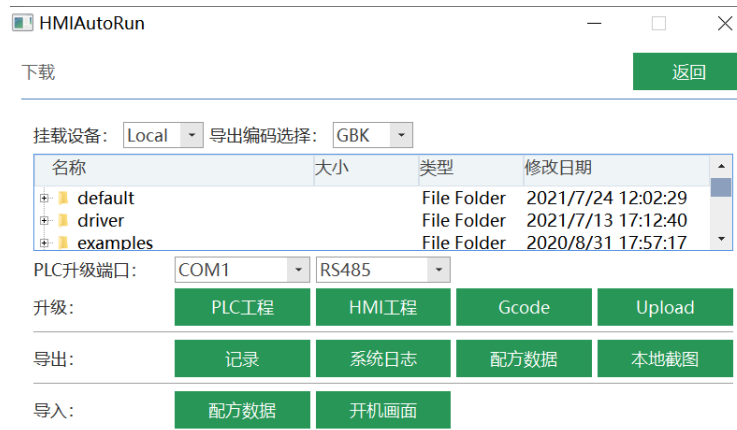 HMIAutoRun
下载 返回
挂载设备： Local 导出编码选择： GBK
名称 大小 类型 修改日期
default File Folder 2021/7/24 12:02:29
driver File Folder 2021/7/13 17:12:40
examples File Folder 2020/8/31 17:57:17
PLC升级端口： COM1 RS485
升级： PLC工程 HMI工程 Gcode Upload
导出： 记录 系统日志 配方数据 本地截图
导入： 配方数据 开机画面